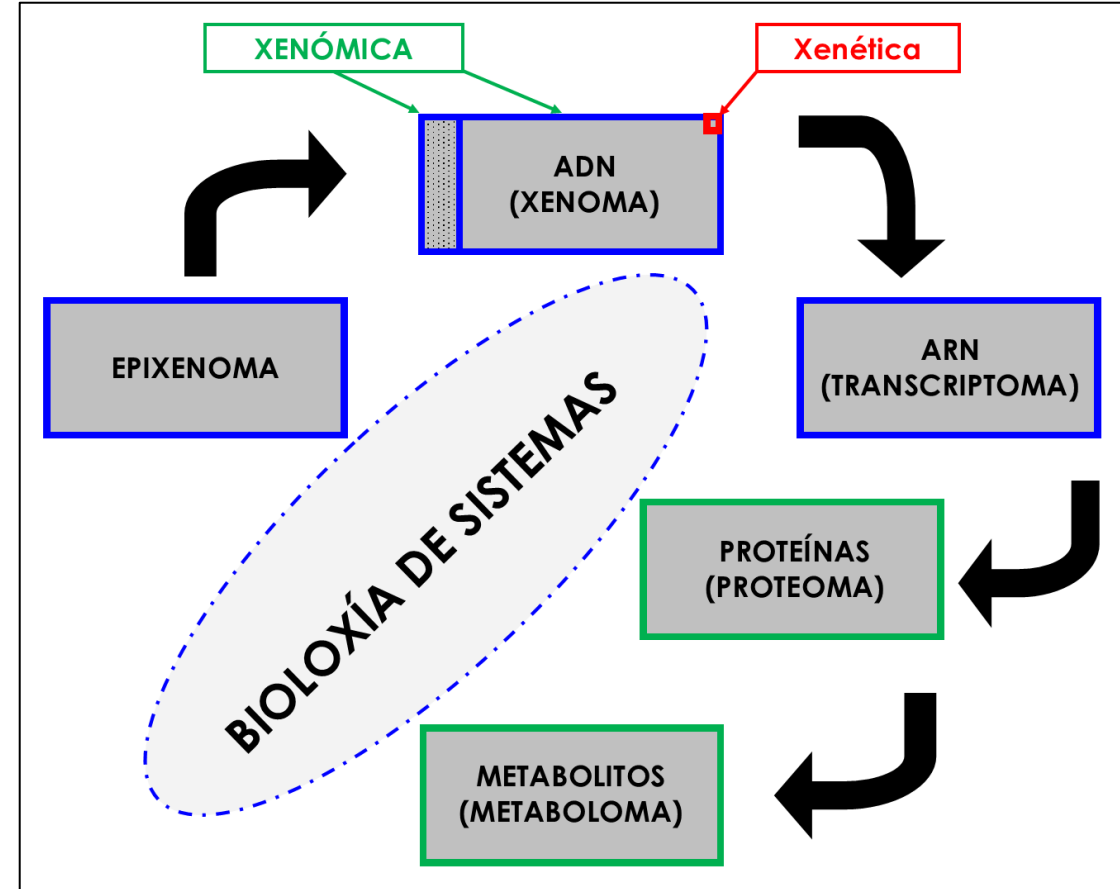 XENÓMICA
Xenética
ADN
(XENOMA)
EPIXENOMA
ARN
(TRANSCRIPTOMA)
BIOLOXÍA DE SISTEMAS
PROTEÍNAS
(PROTEOMA)
METABOLITOS
(METABOLOMA)